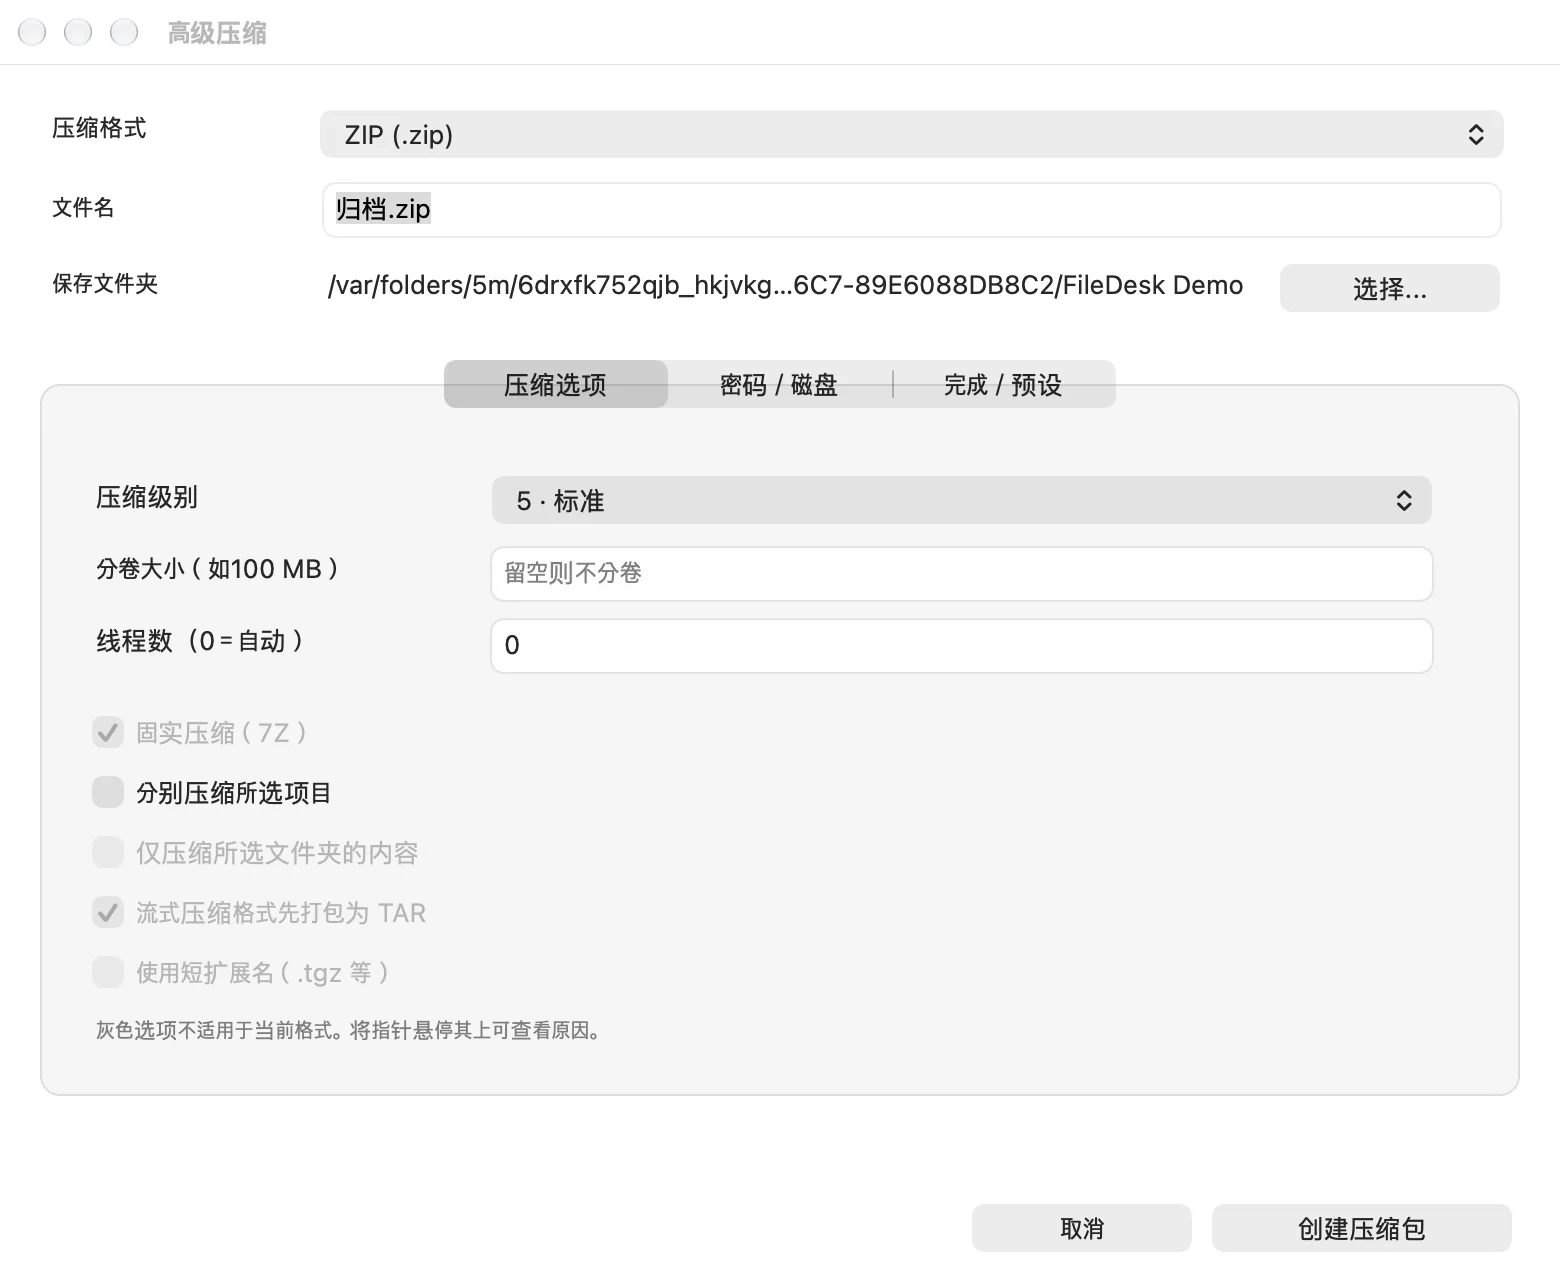 高级压缩
压缩格式
ZIP (.zip)
文件名
归档.zip
保存文件夹
/var/folders/5m/6drxfk752qjb_hkjvkg...6C7-89E6088DB8C2/FileDesk Demo
选择...
压缩选项
密码 / 磁盘
完成 / 预设
压缩级别
5 · 标准
分卷大小（如100 MB）
留空则不分卷
线程数（0 = 自动）
0
固实压缩（7Z）
分别压缩所选项目
仅压缩所选文件夹的内容
流式压缩格式先打包为 TAR
使用短扩展名（.tgz 等）
灰色选项不适用于当前格式。将指针悬停其上可查看原因。
取消
创建压缩包